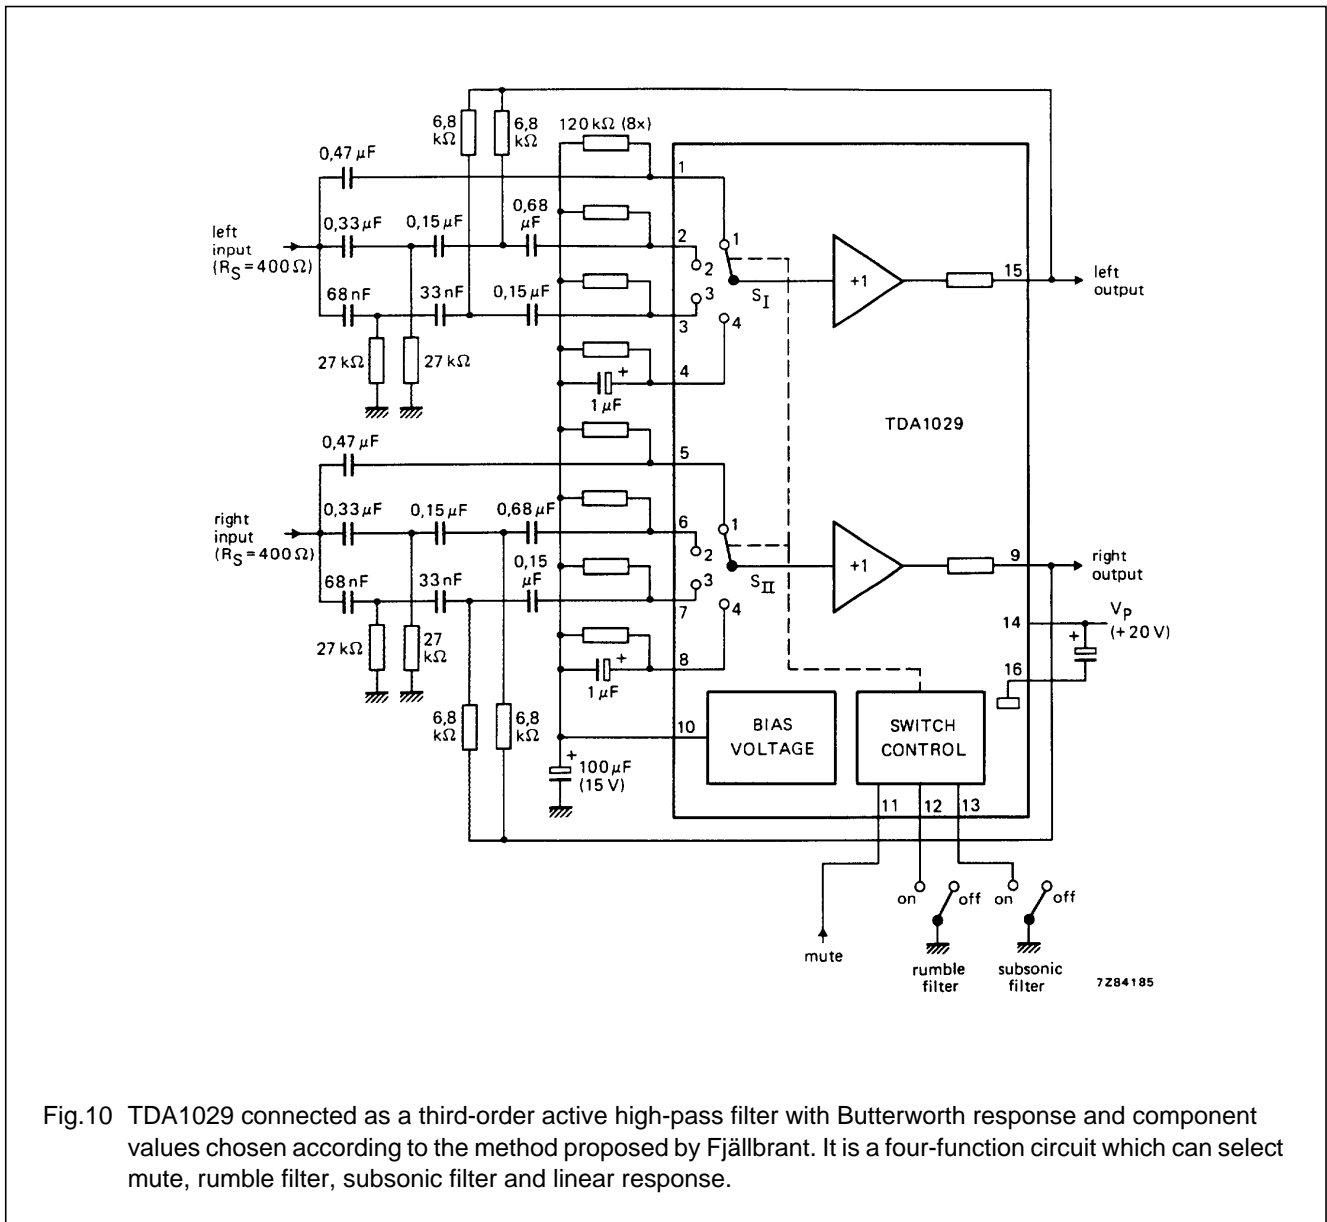 6,8 kΩ
6,8 kΩ
120 kΩ (8x)
0,47 µF
1
0,33 µF
0,15 µF
0,68 µF
2
left input (RS = 400 Ω)
1
2
3
4
SI
+1
15
left output
68 nF
33 nF
0,15 µF
3
27 kΩ
27 kΩ
4
+
1 µF
TDA1029
0,47 µF
5
0,33 µF
0,15 µF
0,68 µF
6
right input (RS = 400 Ω)
1
2
3
4
SII
+1
9
right output
68 nF
33 nF
0,15 µF
7
14
VP (+ 20 V)
+
27 kΩ
27 kΩ
8
+
1 µF
16
6,8 kΩ
6,8 kΩ
10
BIAS VOLTAGE
SWITCH CONTROL
+
100 µF (15 V)
11
12
13
on
off
on
off
mute
rumble filter
subsonic filter
7Z84185
Fig.10 TDA1029 connected as a third-order active high-pass filter with Butterworth response and component
values chosen according to the method proposed by Fjällbrant. It is a four-function circuit which can select
mute, rumble filter, subsonic filter and linear response.